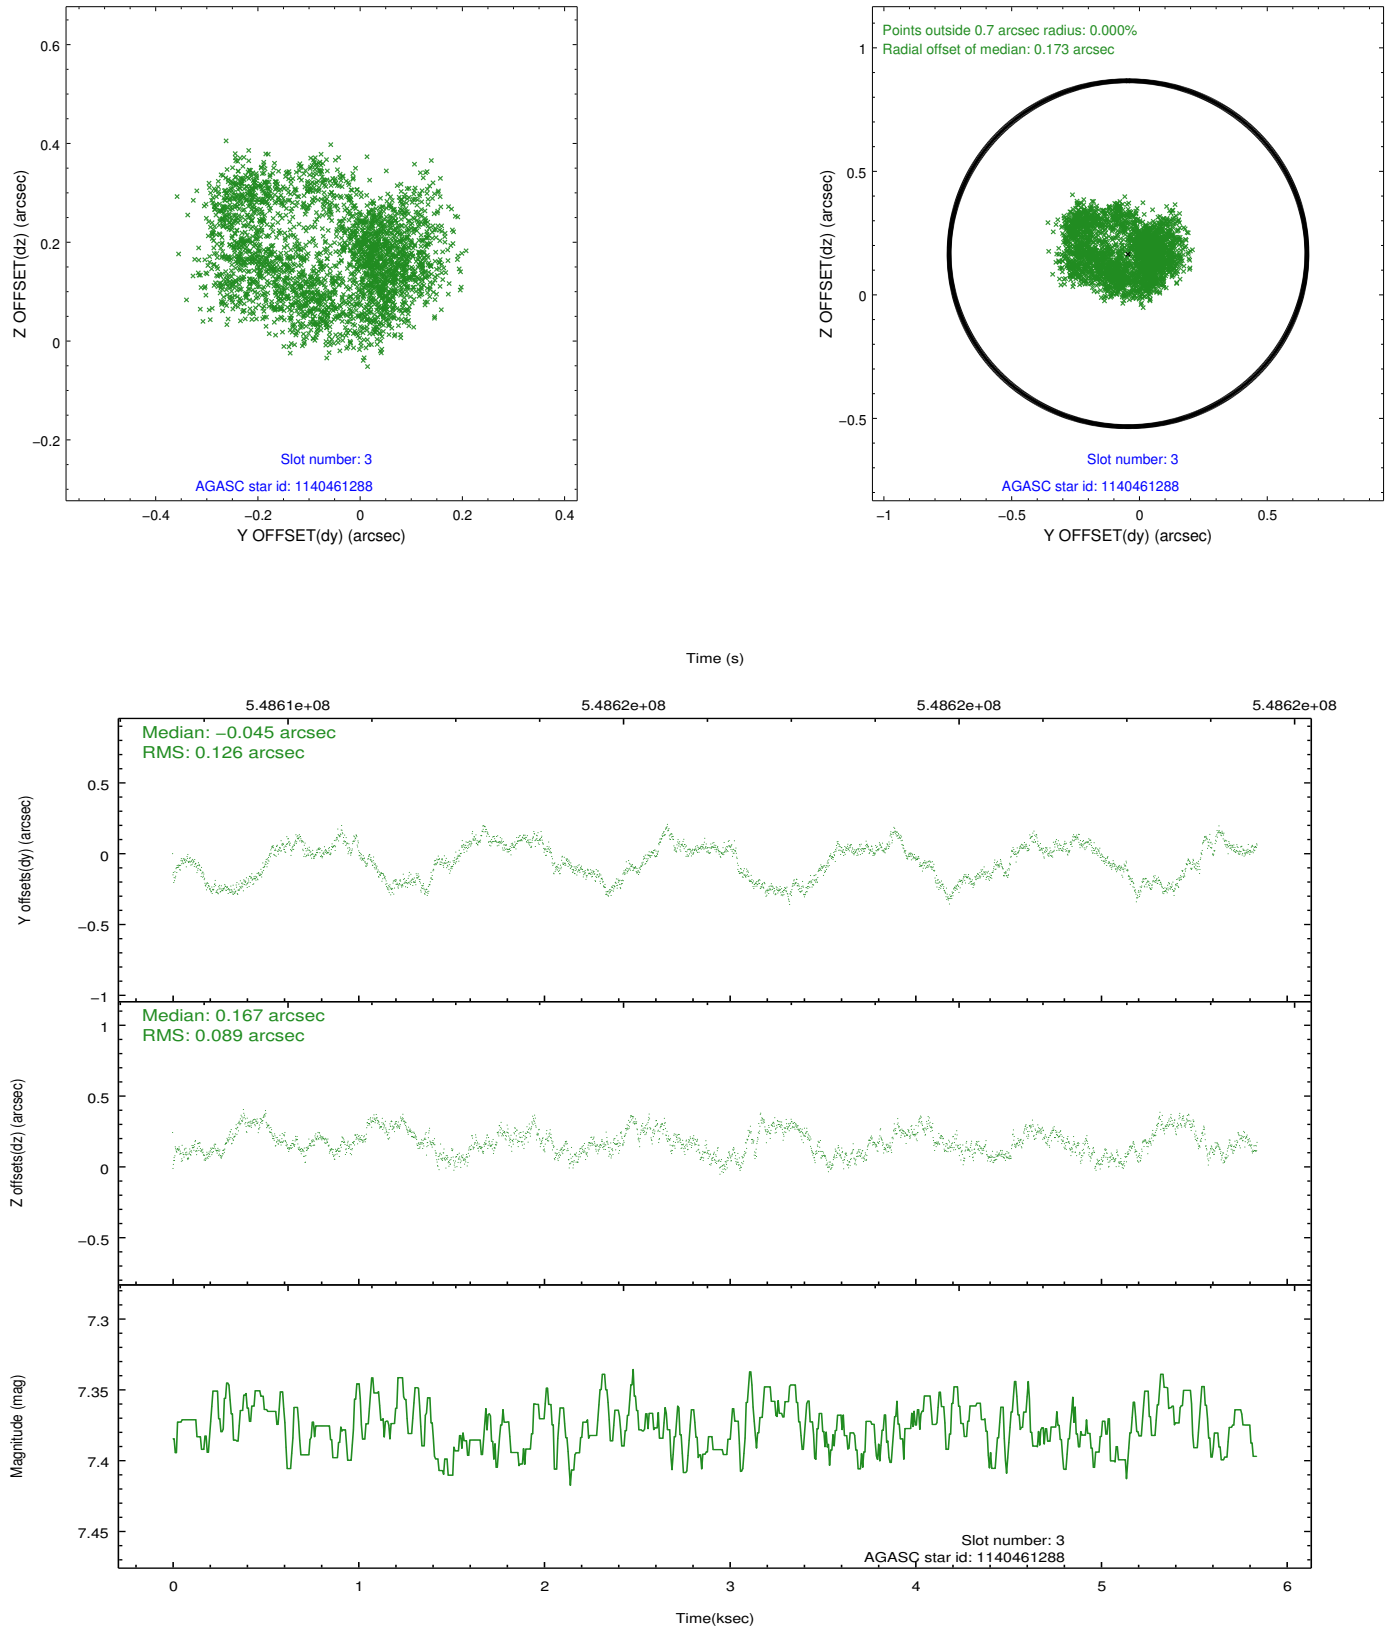 0.6
0.4
0.2
0
−0.2
Z OFFSET(dz) (arcsec)
Slot number: 3
AGASC star id: 1140461288
−0.4
−0.2
0
0.2
0.4
Y OFFSET(dy) (arcsec)
Points outside 0.7 arcsec radius: 0.000%
Radial offset of median: 0.173 arcsec
1
0.5
0
−0.5
Z OFFSET(dz) (arcsec)
Slot number: 3
AGASC star id: 1140461288
−1
−0.5
0
0.5
Y OFFSET(dy) (arcsec)
Time (s)
5.4861e+08
5.4862e+08
5.4862e+08
5.4862e+08
Median: −0.045 arcsec
RMS: 0.126 arcsec
0.5
0
−0.5
−1
Y offsets(dy) (arcsec)
Median: 0.167 arcsec
RMS: 0.089 arcsec
1
0.5
0
−0.5
Z offsets(dz) (arcsec)
7.3
7.35
7.4
7.45
Magnitude (mag)
Slot number: 3
AGASC star id: 1140461288
0
1
2
3
4
5
6
Time(ksec)